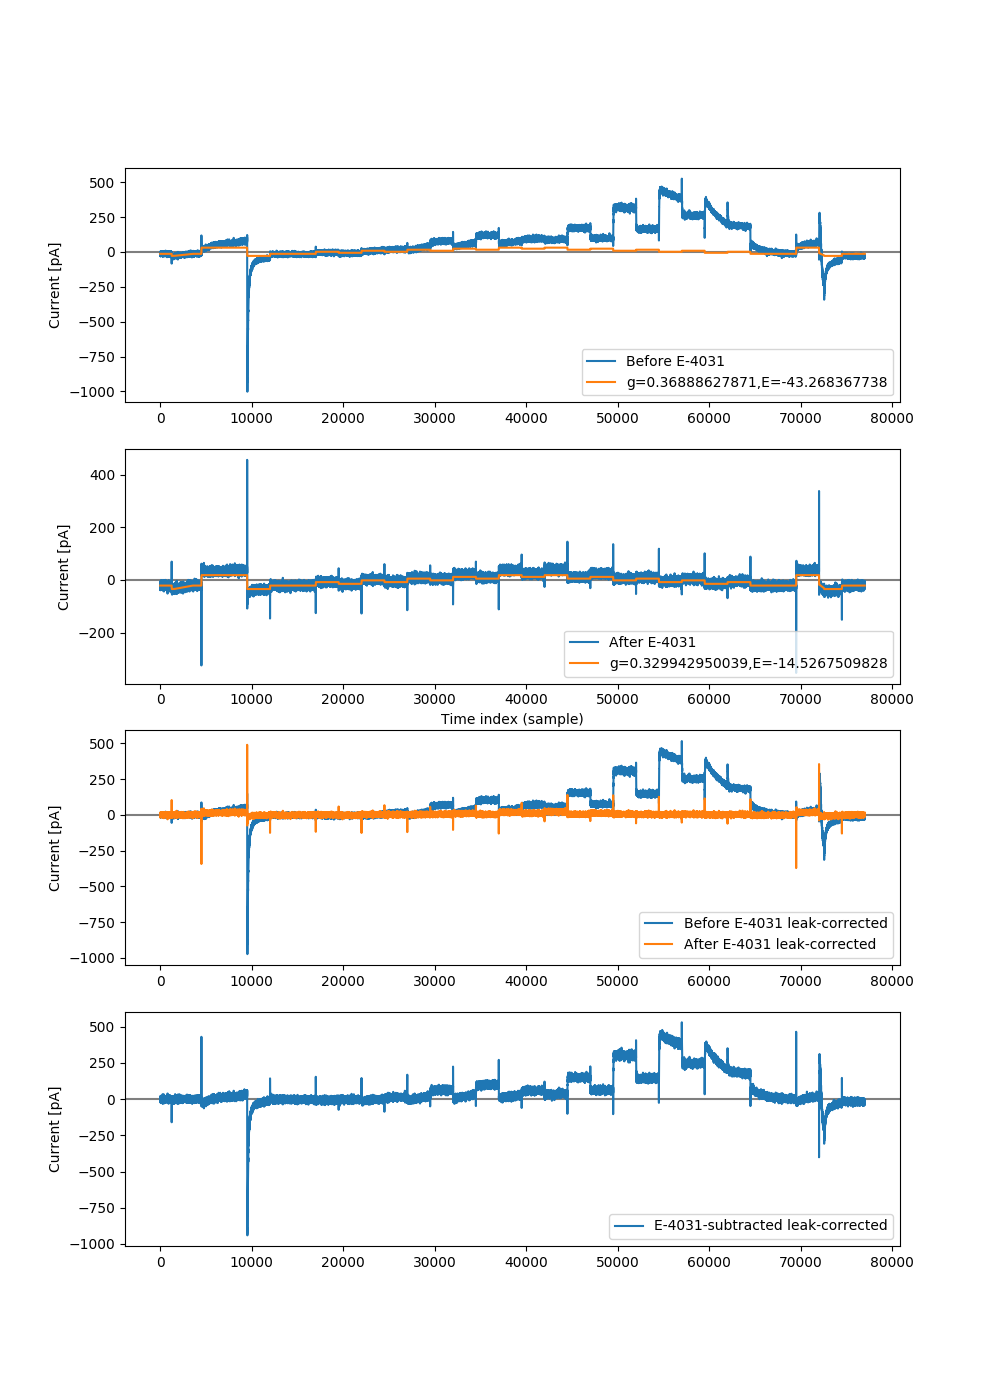 500
250
0
−250
−500
−750
−1000
Current [pA]
Before E-4031
g=0.36888627871,E=-43.268367738
0 10000 20000 30000 40000 50000 60000 70000 80000
400
200
0
−200
Current [pA]
After E-4031
g=0.329942950039,E=-14.5267509828
0 10000 20000 30000 40000 50000 60000 70000 80000
Time index (sample)
500
250
0
−250
−500
−750
−1000
Current [pA]
Before E-4031 leak-corrected
After E-4031 leak-corrected
0 10000 20000 30000 40000 50000 60000 70000 80000
500
250
0
−250
−500
−750
−1000
Current [pA]
E-4031-subtracted leak-corrected
0 10000 20000 30000 40000 50000 60000 70000 80000